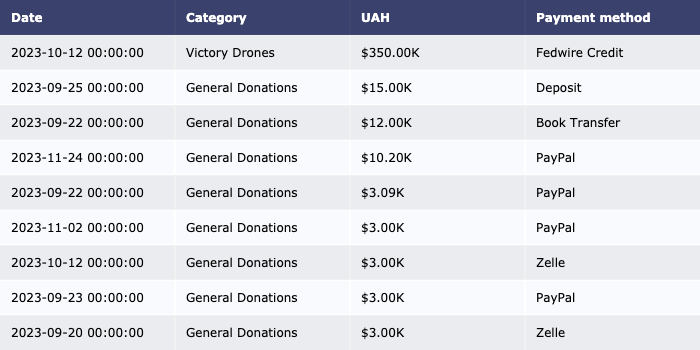 Date Category UAH Payment method
2023-10-12 00:00:00 Victory Drones $350.00K Fedwire Credit
2023-09-25 00:00:00 General Donations $15.00K Deposit
2023-09-22 00:00:00 General Donations $12.00K Book Transfer
2023-11-24 00:00:00 General Donations $10.20K PayPal
2023-09-22 00:00:00 General Donations $3.09K PayPal
2023-11-02 00:00:00 General Donations $3.00K PayPal
2023-10-12 00:00:00 General Donations $3.00K Zelle
2023-09-23 00:00:00 General Donations $3.00K PayPal
2023-09-20 00:00:00 General Donations $3.00K Zelle